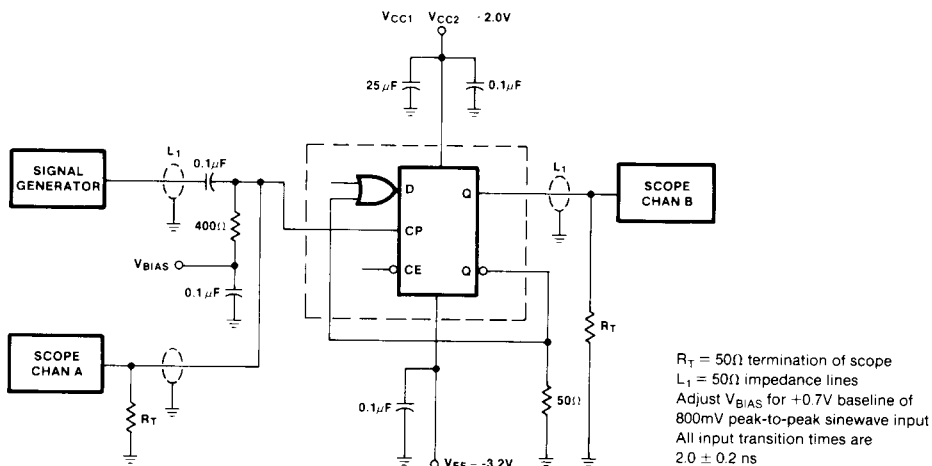 VCC1 VCC2 -2.0V
25 µF
0.1µF
L1
0.1µF
SIGNAL GENERATOR
400Ω
VBIAS
0.1µF
D
Q
CP
CE
Q
L1
SCOPE CHAN B
RT
SCOPE CHAN A
RT
0.1µF
50Ω
VEE = -3.2V
RT = 50Ω termination of scope
L1 = 50Ω impedance lines
Adjust VBIAS for +0.7V baseline of
800mV peak-to-peak sinewave input
All input transition times are
2.0 ± 0.2 ns